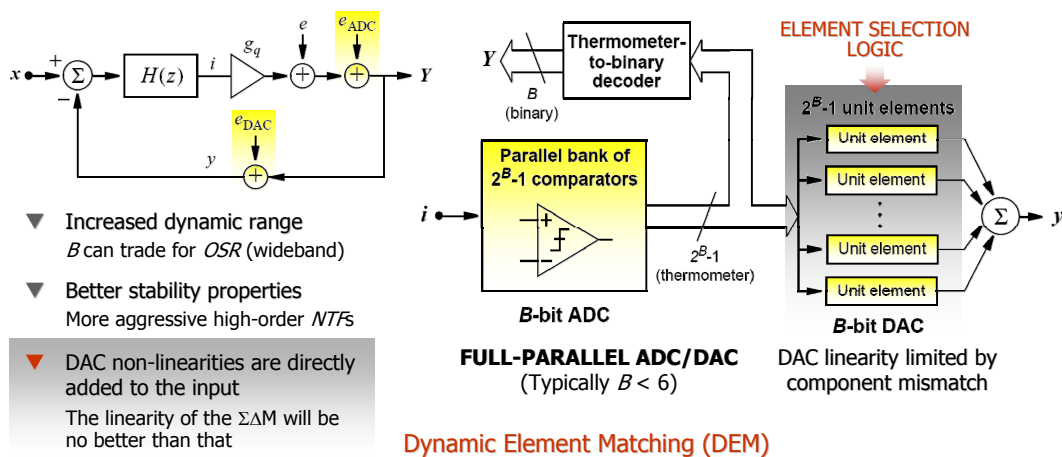 x
+
Σ
−
H(z)
i
g_q
e
+
e_ADC
+
Y
e_DAC
+
y
▼ Increased dynamic range
B can trade for OSR (wideband)
▼ Better stability properties
More aggressive high-order NTFs
▼ DAC non-linearities are directly
added to the input
The linearity of the ΣΔM will be
no better than that
Y
B
(binary)
Thermometer-
to-binary
decoder
i
Parallel bank of
2^B-1 comparators
+
2^B-1
(thermometer)
B-bit ADC
FULL-PARALLEL ADC/DAC
(Typically B < 6)
ELEMENT SELECTION
LOGIC
2^B-1 unit elements
Unit element
Unit element
⋮
Unit element
Unit element
Σ
y
B-bit DAC
DAC linearity limited by
component mismatch
Dynamic Element Matching (DEM)